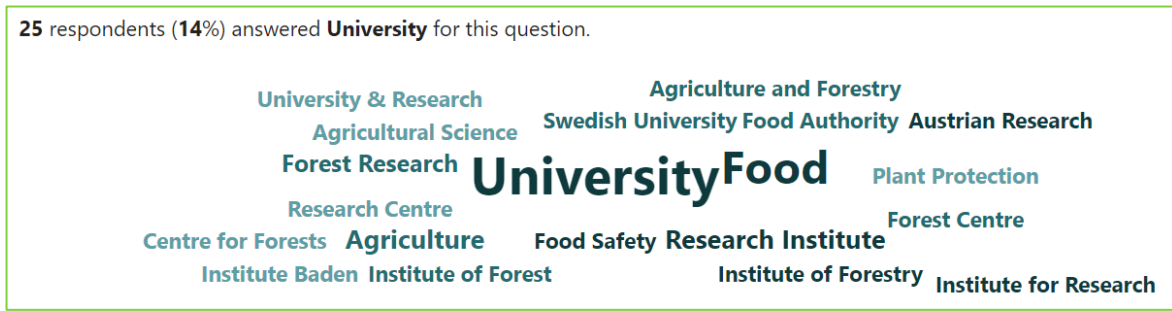 25 respondents (14%) answered University for this question.
Agriculture and Forestry
University & Research
Swedish University Food Authority Austrian Research
Agricultural Science
Forest Research University Food Plant Protection
Research Centre
Forest Centre
Centre for Forests Agriculture Food Safety Research Institute
Institute Baden Institute of Forest Institute of Forestry Institute for Research